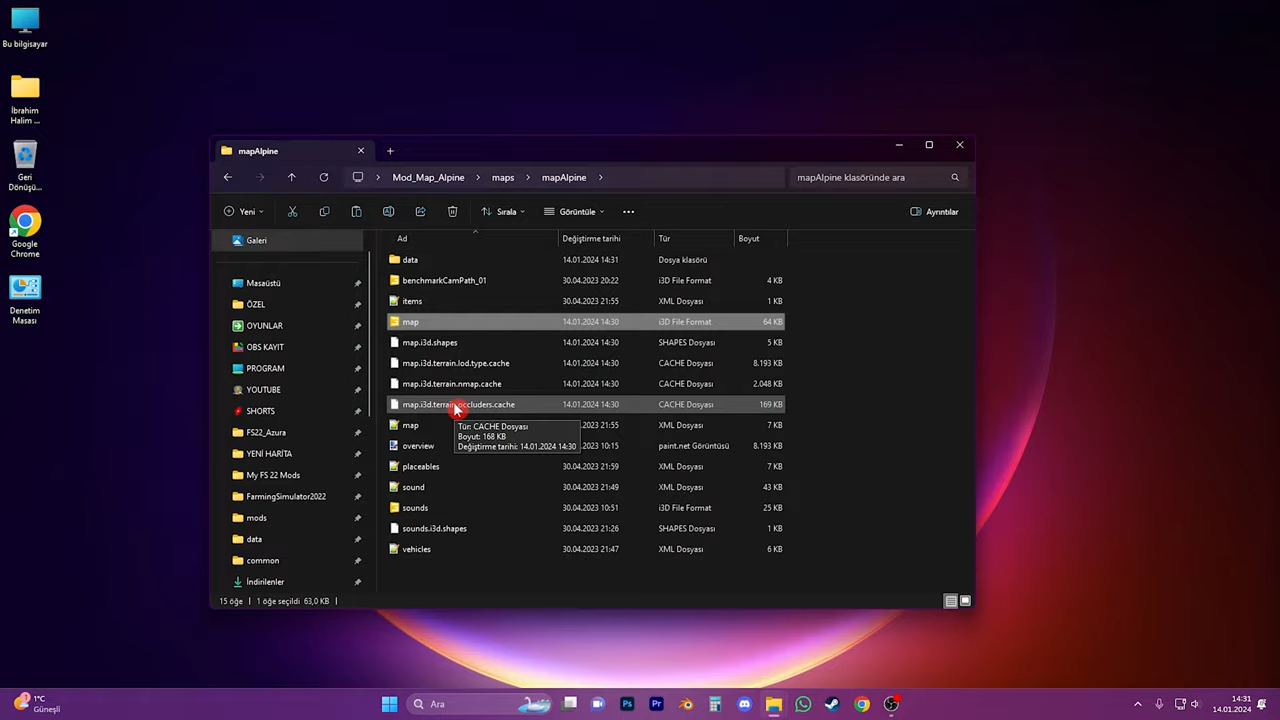 Bu bilgisayar
İbrahim
Halim ...
Geri
Dönüşü...
Google
Chrome
Denetim
Masası
mapAlpine
Mod_Map_Alpine
maps
mapAlpine
mapAlpine klasöründe ara
Yeni
Sırala
Görüntüle
Ayrıntılar
Galeri
Masaüstü
ÖZEL
OYUNLAR
OBS KAYIT
PROGRAM
YOUTUBE
SHORTS
FS22_Azura
YENİ HARİTA
My FS 22 Mods
FarmingSimulator2022
mods
data
common
İndirilenler
Ad Değiştirme tarihi Tür Boyut
data 14.01.2024 14:31 Dosya klasörü
benchmarkCamPath_01 30.04.2023 20:22 i3D File Format 4 KB
items 30.04.2023 21:55 XML Dosyası 1 KB
map 14.01.2024 14:30 i3D File Format 64 KB
map.i3d.shapes 14.01.2024 14:30 SHAPES Dosyası 5 KB
map.i3d.terrain.lod.type.cache 14.01.2024 14:30 CACHE Dosyası 8.193 KB
map.i3d.terrain.nmap.cache 14.01.2024 14:30 CACHE Dosyası 2.048 KB
map.i3d.terrain.occluders.cache 14.01.2024 14:30 CACHE Dosyası 169 KB
map .2023 21:55 XML Dosyası 7 KB
overview .2023 10:15 paint.net Görüntüsü 8.193 KB
placeables 30.04.2023 21:59 XML Dosyası 7 KB
sound 30.04.2023 21:49 XML Dosyası 43 KB
sounds 30.04.2023 10:51 i3D File Format 25 KB
sounds.i3d.shapes 30.04.2023 21:26 SHAPES Dosyası 1 KB
vehicles 30.04.2023 21:47 XML Dosyası 6 KB
Tür: CACHE Dosyası
Boyut: 168 KB
Değiştirme tarihi: 14.01.2024 14:30
15 öğe 1 öğe seçildi 63,0 KB
1
1°C
Güneşli
Ara
Ps
Pr
14:31
14.01.2024